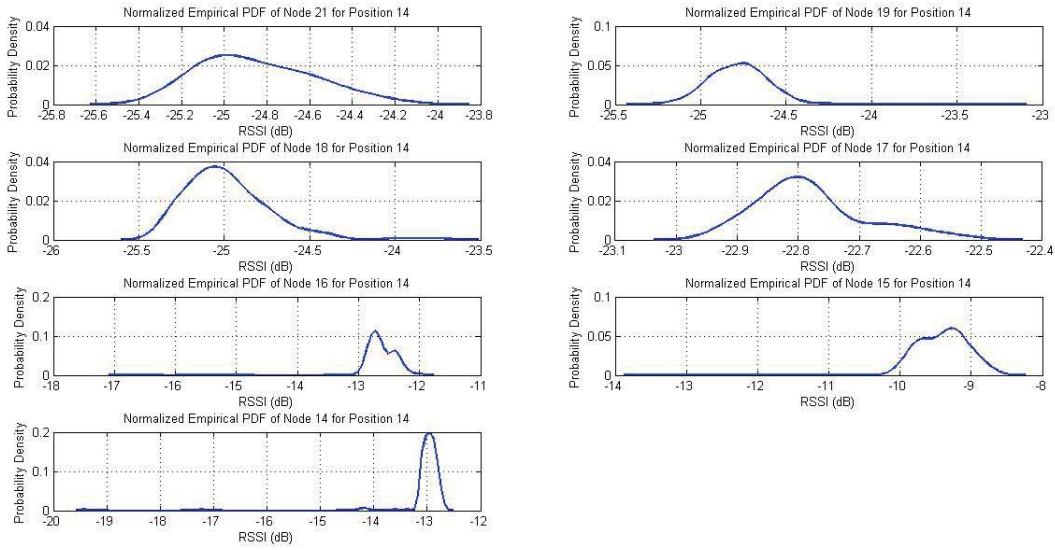 Normalized Empirical PDF of Node 21 for Position 14
Probability Density
0.04
0.02
0
-25.8 -25.6 -25.4 -25.2 -25 -24.8 -24.6 -24.4 -24.2 -24 -23.8
RSSI (dB)
Normalized Empirical PDF of Node 19 for Position 14
Probability Density
0.1
0.05
0
-25.5 -25 -24.5 -24 -23.5 -23
RSSI (dB)
Normalized Empirical PDF of Node 18 for Position 14
Probability Density
0.04
0.02
0
-26 -25.5 -25 -24.5 -24 -23.5
RSSI (dB)
Normalized Empirical PDF of Node 17 for Position 14
Probability Density
0.04
0.02
0
-23.1 -23 -22.9 -22.8 -22.7 -22.6 -22.5 -22.4
RSSI (dB)
Normalized Empirical PDF of Node 16 for Position 14
Probability Density
0.2
0.1
0
-18 -17 -16 -15 -14 -13 -12 -11
RSSI (dB)
Normalized Empirical PDF of Node 15 for Position 14
Probability Density
0.1
0.05
0
-14 -13 -12 -11 -10 -9 -8
RSSI (dB)
Normalized Empirical PDF of Node 14 for Position 14
Probability Density
0.2
0.1
0
-20 -19 -18 -17 -16 -15 -14 -13 -12
RSSI (dB)